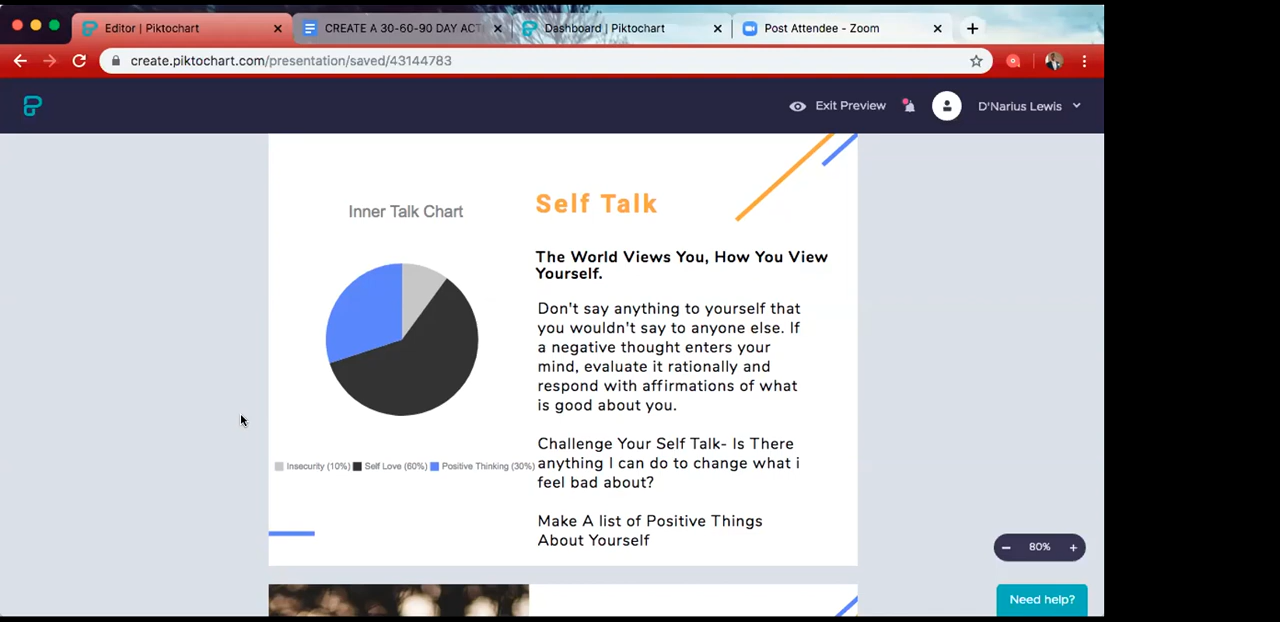 Editor | Piktochart
CREATE A 30-60-90 DAY ACT
Dashboard | Piktochart
Post Attendee - Zoom
create.piktochart.com/presentation/saved/43144783
Exit Preview
D'Narius Lewis
Inner Talk Chart
Insecurity (10%) Self Love (60%) Positive Thinking (30%)
Self Talk
The World Views You, How You View
Yourself.
Don't say anything to yourself that
you wouldn't say to anyone else. If
a negative thought enters your
mind, evaluate it rationally and
respond with affirmations of what
is good about you.
Challenge Your Self Talk- Is There
anything I can do to change what i
feel bad about?
Make A list of Positive Things
About Yourself
80%
Need help?